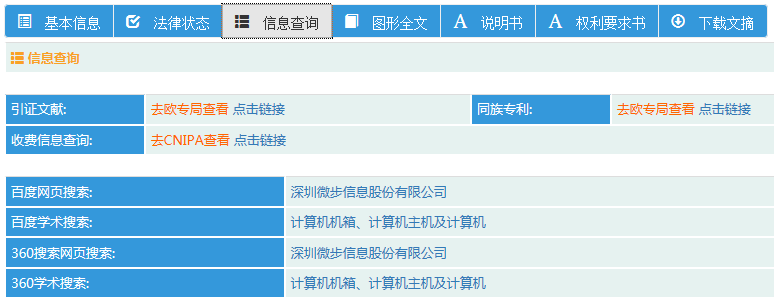 基本信息 法律状态 信息查询 图形全文 A 说明书 A 权利要求书 下载文摘
信息查询
引证文献: 去欧专局查看 点击链接 同族专利: 去欧专局查看 点击链接
收费信息查询: 去CNIPA查看 点击链接
百度网页搜索: 深圳微步信息股份有限公司
百度学术搜索: 计算机机箱、计算机主机及计算机
360搜索网页搜索: 深圳微步信息股份有限公司
360学术搜索: 计算机机箱、计算机主机及计算机